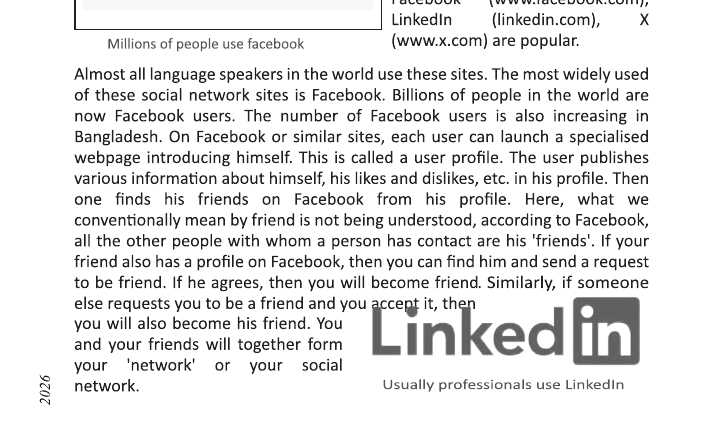 Facebook (www.facebook.com),
LinkedIn (linkedin.com), X
(www.x.com) are popular.
Millions of people use facebook
Almost all language speakers in the world use these sites. The most widely used
of these social network sites is Facebook. Billions of people in the world are
now Facebook users. The number of Facebook users is also increasing in
Bangladesh. On Facebook or similar sites, each user can launch a specialised
webpage introducing himself. This is called a user profile. The user publishes
various information about himself, his likes and dislikes, etc. in his profile. Then
one finds his friends on Facebook from his profile. Here, what we
conventionally mean by friend is not being understood, according to Facebook,
all the other people with whom a person has contact are his 'friends'. If your
friend also has a profile on Facebook, then you can find him and send a request
to be friend. If he agrees, then you will become friend. Similarly, if someone
else requests you to be a friend and you accept it, then
you will also become his friend. You
and your friends will together form
your 'network' or your social
network.
Linkedin
Usually professionals use LinkedIn
2026